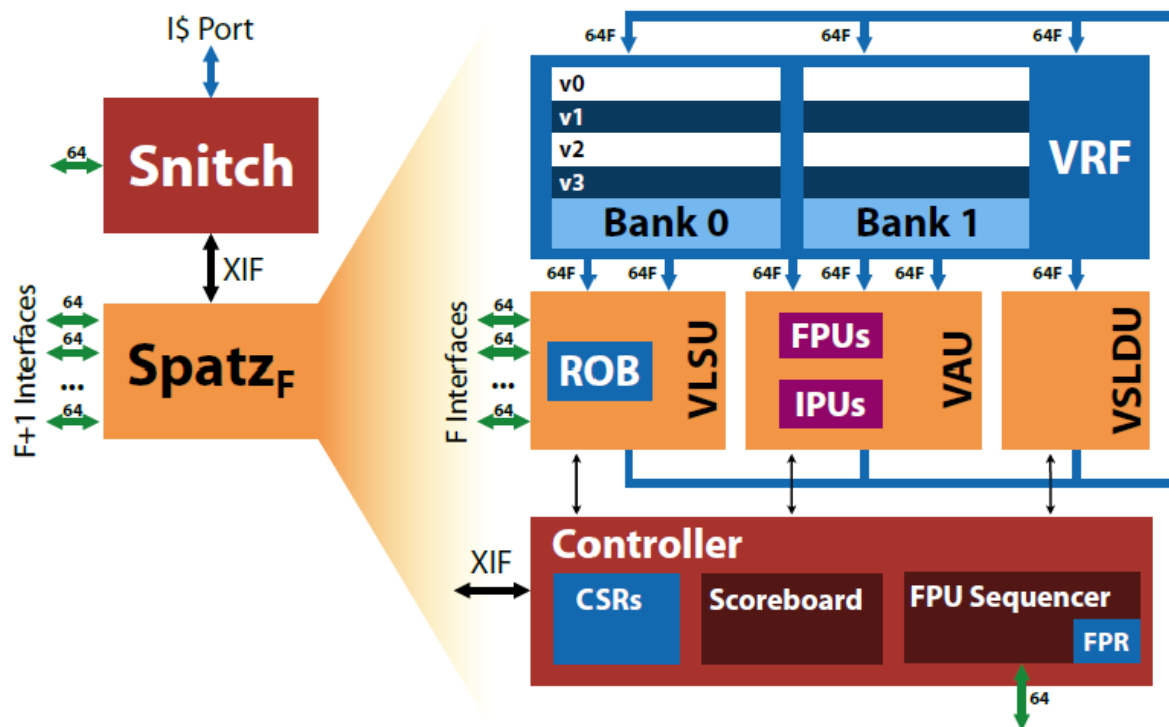 I$ Port
64
Snitch
XIF
F+1 Interfaces
64
64
...
64
Spatz_F
64F
64F
64F
v0
v1
v2
v3
Bank 0
Bank 1
VRF
64F
64F
64F
64F
64F
64F
F Interfaces
64
64
...
64
ROB
VLSU
FPUs
IPUs
VAU
VSLDU
XIF
Controller
CSRs
Scoreboard
FPU Sequencer
FPR
64